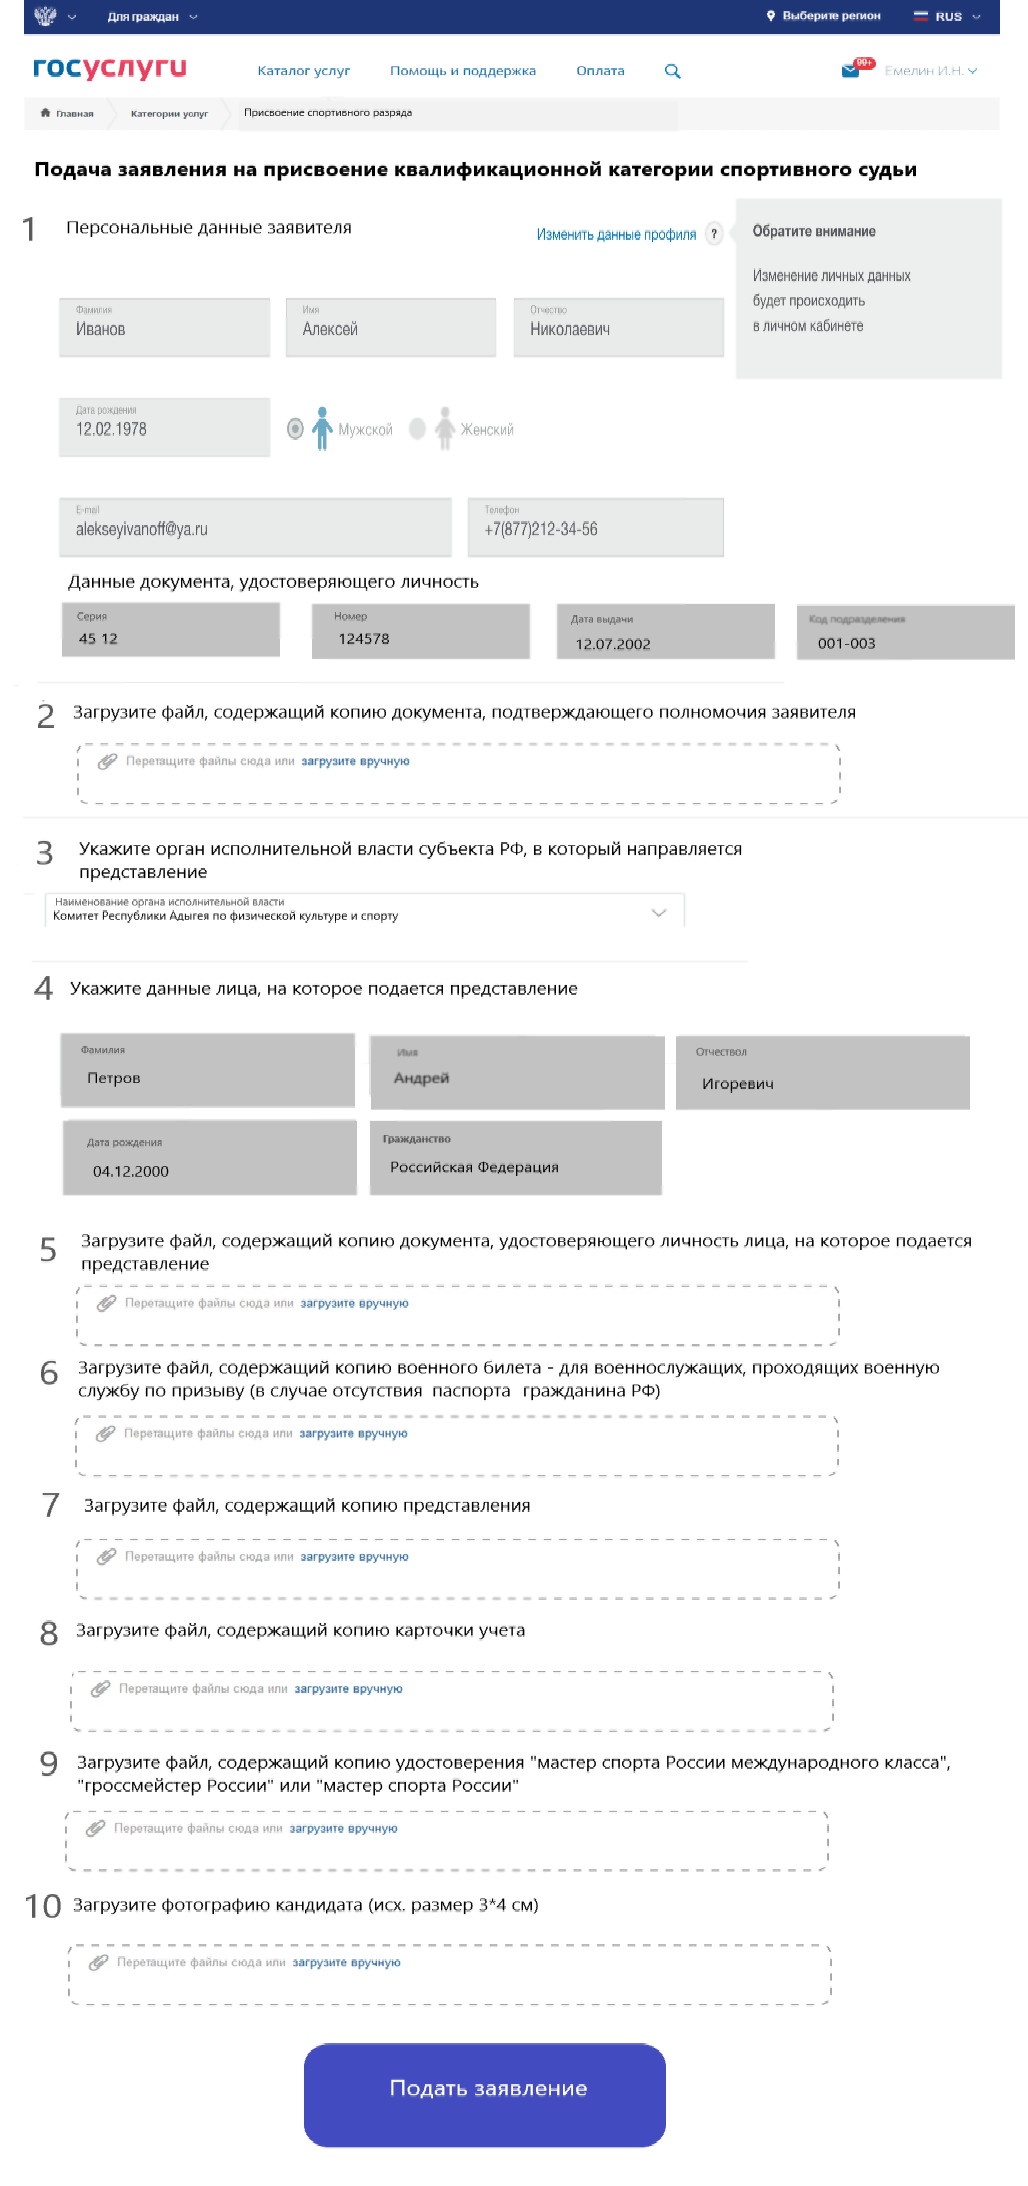 Для граждан
Выберите регион
RUS
госуслуги
Каталог услуг
Помощь и поддержка
Оплата
99+
Емелин И.Н.
Главная
Категории услуг
Присвоение спортивного разряда
Подача заявления на присвоение квалификационной категории спортивного судьи
1 Персональные данные заявителя
Изменить данные профиля ?
Обратите внимание
Изменение личных данных
будет происходить
в личном кабинете
Фамилия
Иванов
Имя
Алексей
Отчество
Николаевич
Дата рождения
12.02.1978
Мужской
Женский
E-mail
alekseyivanoff@ya.ru
Телефон
+7(877)212-34-56
Данные документа, удостоверяющего личность
Серия
45 12
Номер
124578
Дата выдачи
12.07.2002
Код подразделения
001-003
2 Загрузите файл, содержащий копию документа, подтверждающего полномочия заявителя
Перетащите файлы сюда или загрузите вручную
3 Укажите орган исполнительной власти субъекта РФ, в который направляется
представление
Наименование органа исполнительной власти
Комитет Республики Адыгея по физической культуре и спорту
4 Укажите данные лица, на которое подается представление
Фамилия
Петров
Имя
Андрей
Отчествол
Игоревич
Дата рождения
04.12.2000
Гражданство
Российская Федерация
5 Загрузите файл, содержащий копию документа, удостоверяющего личность лица, на которое подается
представление
Перетащите файлы сюда или загрузите вручную
6 Загрузите файл, содержащий копию военного билета - для военнослужащих, проходящих военную
службу по призыву (в случае отсутствия паспорта гражданина РФ)
Перетащите файлы сюда или загрузите вручную
7 Загрузите файл, содержащий копию представления
Перетащите файлы сюда или загрузите вручную
8 Загрузите файл, содержащий копию карточки учета
Перетащите файлы сюда или загрузите вручную
9 Загрузите файл, содержащий копию удостоверения "мастер спорта России международного класса",
"гроссмейстер России" или "мастер спорта России"
Перетащите файлы сюда или загрузите вручную
10 Загрузите фотографию кандидата (исх. размер 3*4 см)
Перетащите файлы сюда или загрузите вручную
Подать заявление